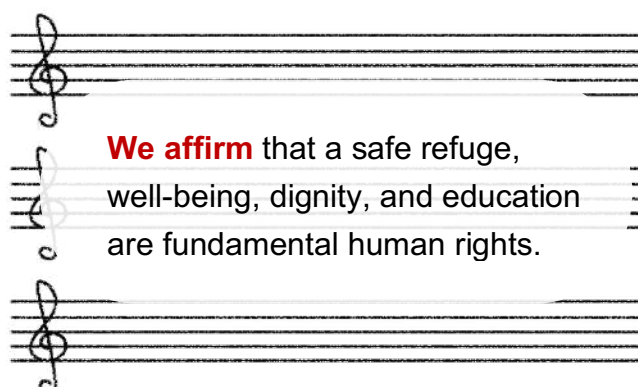 We affirm that a safe refuge,
well-being, dignity, and education
are fundamental human rights.